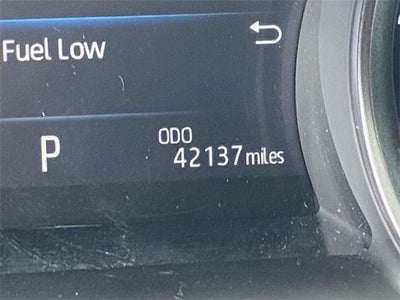 Fuel Low
P
ODO
42137 miles